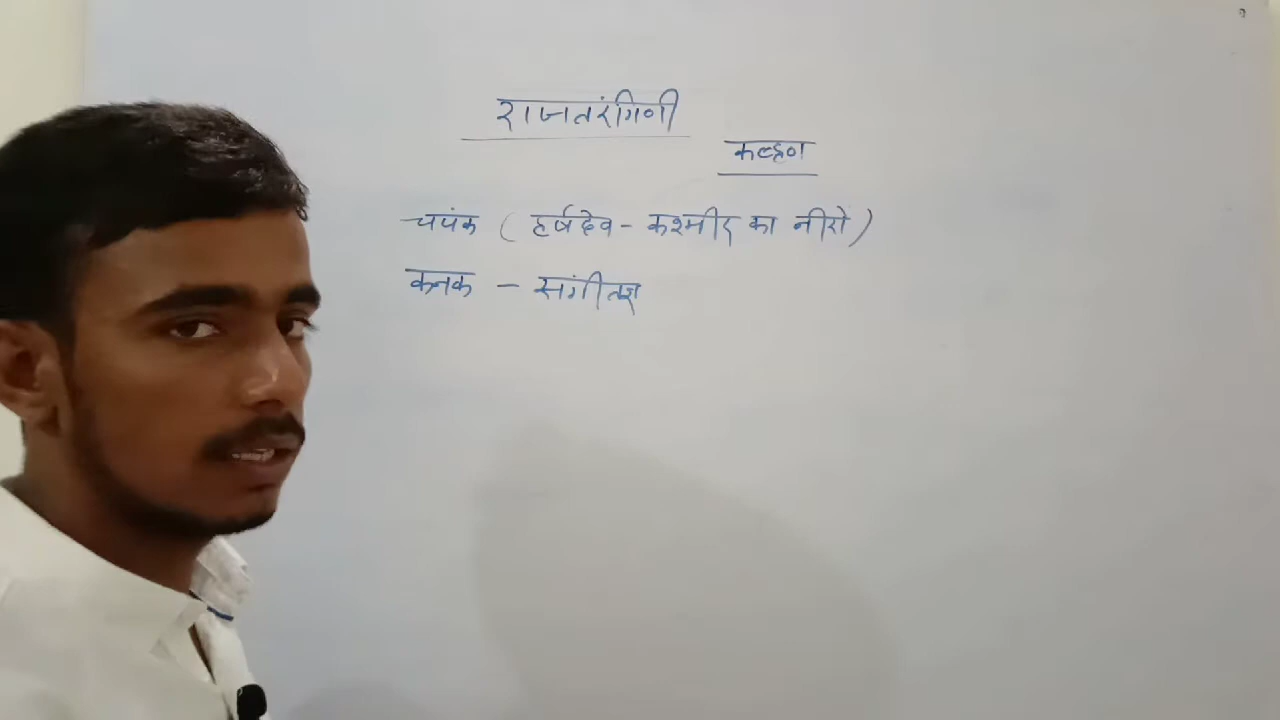 राजतरंगिणी
कल्हण
चपंक ( हर्षदेव - कश्मीर का नीरो )
कनक - संगीतज्ञ